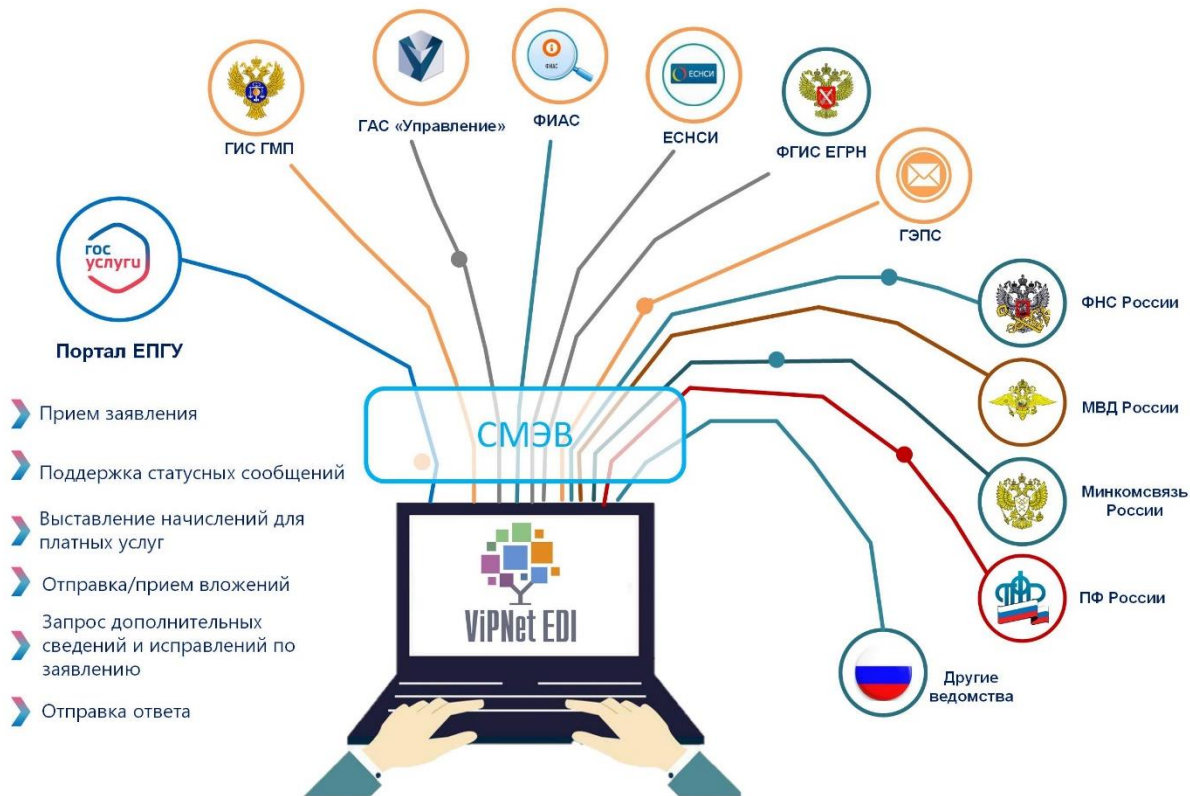 ГИС ГМП
ГАС «Управление»
ФИАС
ФИАС
ЕСНСИ
ЕСНСИ
ФГИС ЕГРН
ГЭПС
ФНС России
МВД России
Минкомсвязь
России
ПФ России
Другие
ведомства
гос
услуги
Портал ЕПГУ
Прием заявления
Поддержка статусных сообщений
Выставление начислений для
платных услуг
Отправка/прием вложений
Запрос дополнительных
сведений и исправлений по
заявлению
Отправка ответа
СМЭВ
ViPNet EDI